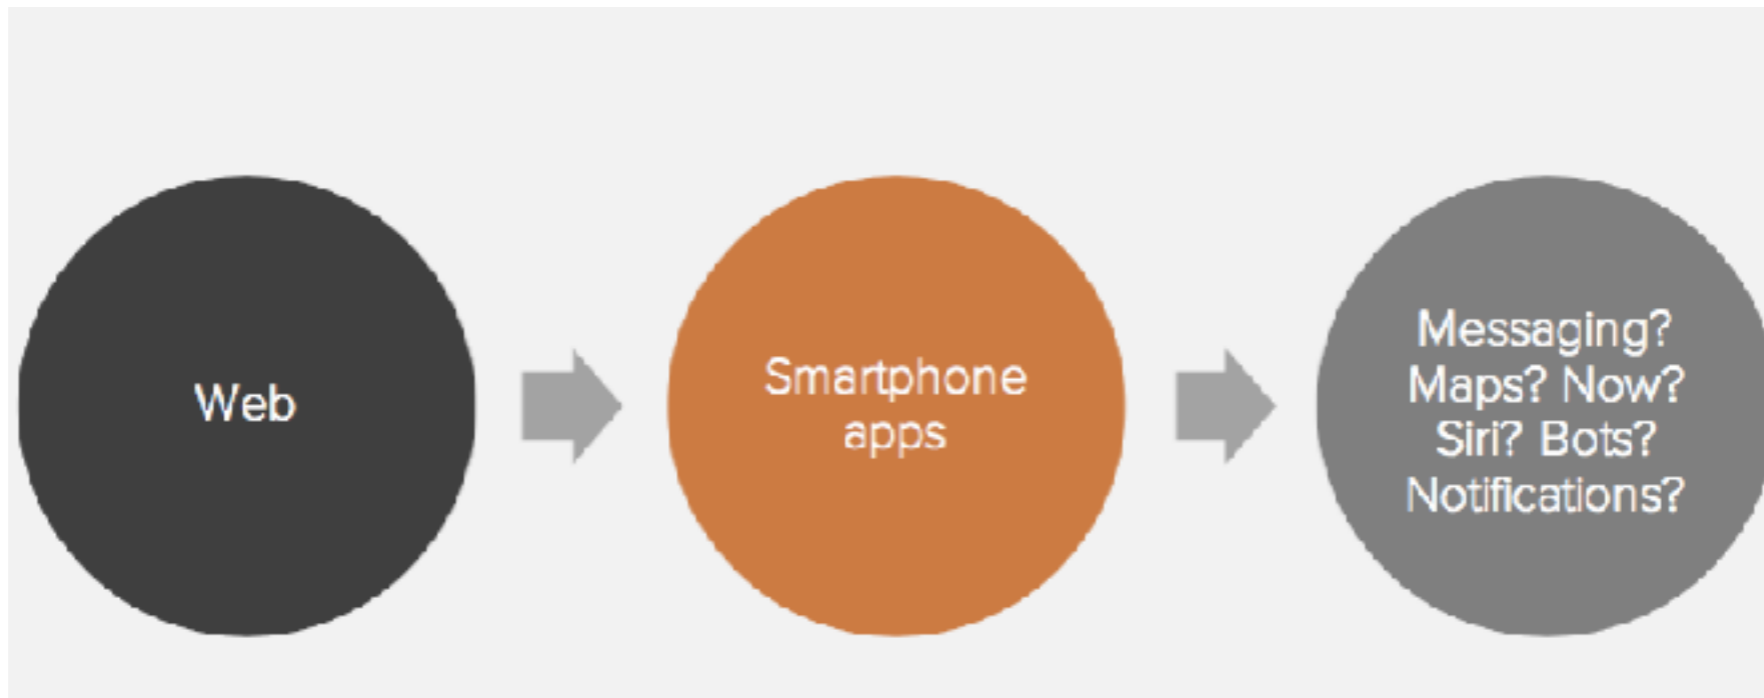 Web
Smartphone
apps
Messaging?
Maps? Now?
Siri? Bots?
Notifications?